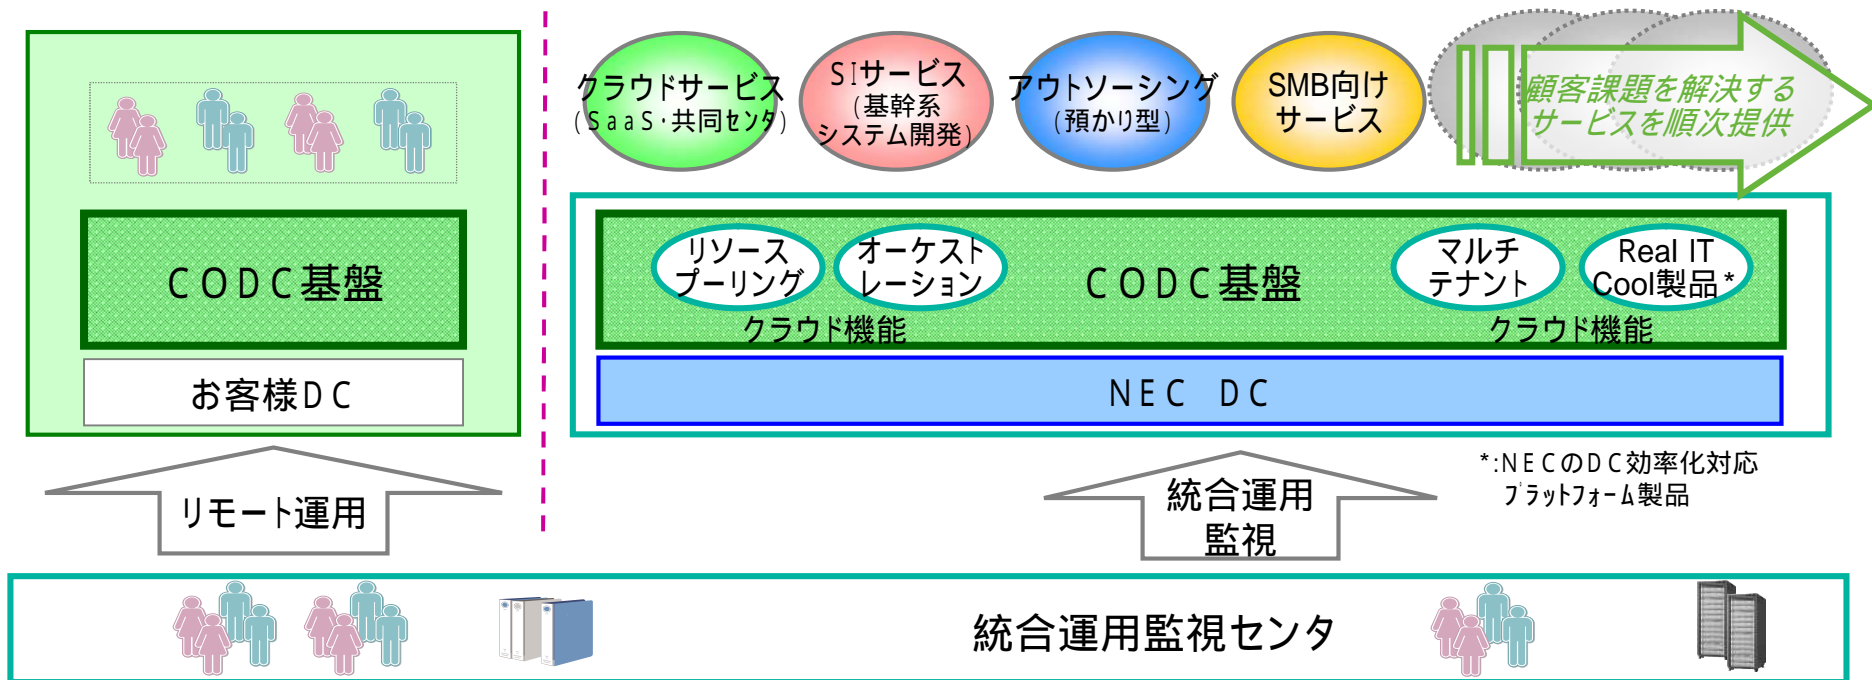 クラウドサービス
(SaaS･共同センタ)
SIサービス
(基幹系
システム開発)
アウトソーシング
(預かり型)
SMB向け
サービス
顧客課題を解決する
サービスを順次提供
CODC基盤
お客様DC
リソース
プーリング
オーケスト
レーション
クラウド機能
CODC基盤
マルチ
テナント
Real IT
Cool製品*
クラウド機能
NEC DC
リモート運用
統合運用
監視
*:NECのDC効率化対応
プラットフォーム製品
統合運用監視センタ